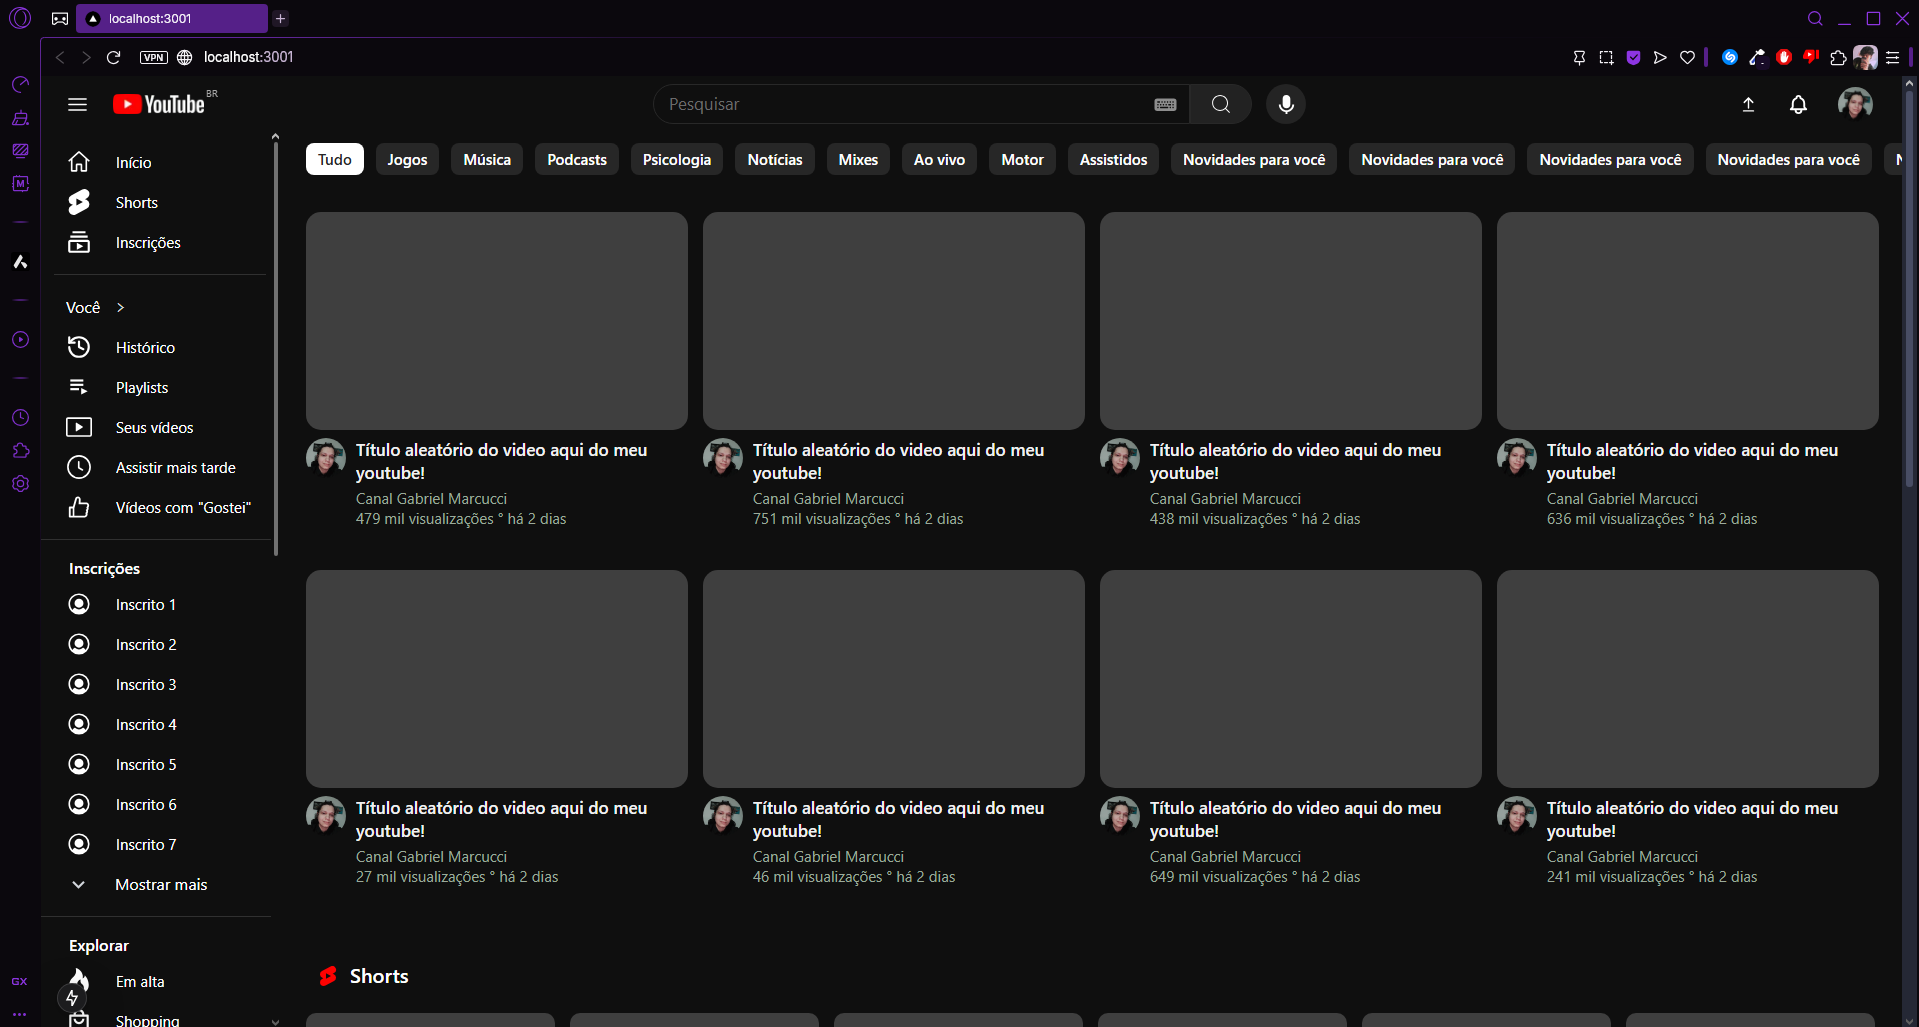 localhost:3001
VPN
localhost:3001
YouTube BR
Pesquisar
Tudo
Jogos
Música
Podcasts
Psicologia
Notícias
Mixes
Ao vivo
Motor
Assistidos
Novidades para você
Novidades para você
Novidades para você
Novidades para você
Início
Shorts
Inscrições
Você
Histórico
Playlists
Seus vídeos
Assistir mais tarde
Vídeos com "Gostei"
Inscrições
Inscrito 1
Inscrito 2
Inscrito 3
Inscrito 4
Inscrito 5
Inscrito 6
Inscrito 7
Mostrar mais
Explorar
Em alta
Shopping
GX
Título aleatório do video aqui do meu
youtube!
Canal Gabriel Marcucci
479 mil visualizações ° há 2 dias
Título aleatório do video aqui do meu
youtube!
Canal Gabriel Marcucci
751 mil visualizações ° há 2 dias
Título aleatório do video aqui do meu
youtube!
Canal Gabriel Marcucci
438 mil visualizações ° há 2 dias
Título aleatório do video aqui do meu
youtube!
Canal Gabriel Marcucci
636 mil visualizações ° há 2 dias
Título aleatório do video aqui do meu
youtube!
Canal Gabriel Marcucci
27 mil visualizações ° há 2 dias
Título aleatório do video aqui do meu
youtube!
Canal Gabriel Marcucci
46 mil visualizações ° há 2 dias
Título aleatório do video aqui do meu
youtube!
Canal Gabriel Marcucci
649 mil visualizações ° há 2 dias
Título aleatório do video aqui do meu
youtube!
Canal Gabriel Marcucci
241 mil visualizações ° há 2 dias
Shorts